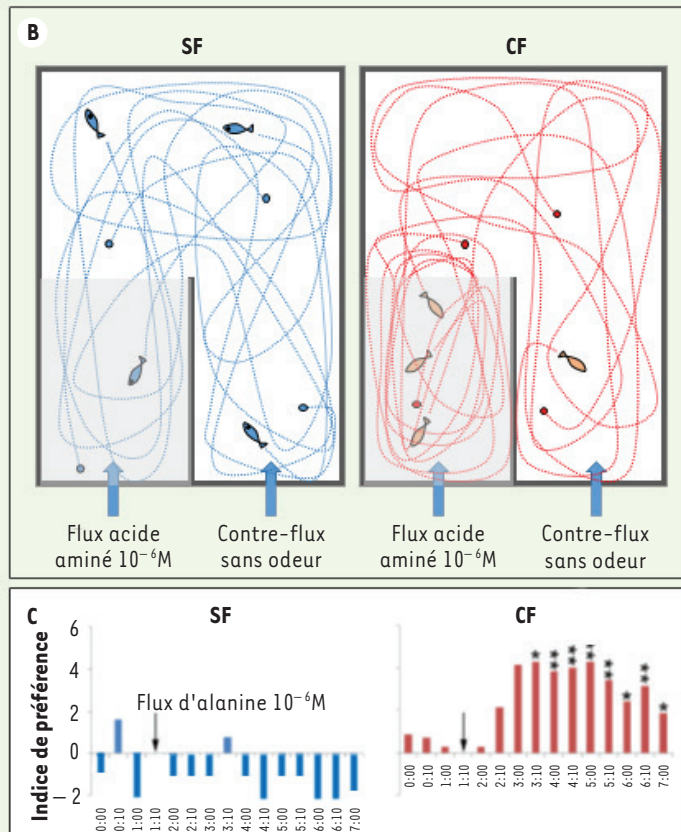 B
SF
CF
Flux acide
aminé 10⁻⁶M
Contre-flux
sans odeur
Flux acide
aminé 10⁻⁶M
Contre-flux
sans odeur
C
SF
CF
Indice de préférence
6
4
2
0
– 2
Flux d'alanine 10⁻⁶M
0:00
0:10
1:00
1:10
2:00
2:10
3:00
3:10
4:00
4:10
5:00
5:10
6:00
6:10
7:00
0:00
0:10
1:00
1:10
2:00
2:10
3:00
3:10
4:00
4:10
5:00
5:10
6:00
6:10
7:00
*
**
**
**
**
*
**
*